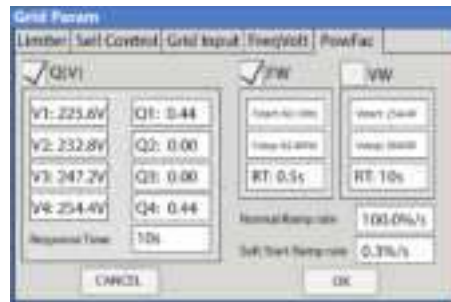 Grid Param
Limiter Self Control Grid Input Freq/Volt PowFac
Q(V) FW VW
V1: 225.6V Q1: 0.44
V2: 232.8V Q2: 0.00
V3: 247.2V Q3: 0.00
V4: 254.4V Q4: 0.44
RT: 0.5s RT: 10s
Response Time: 10s
Normal Ramp rate 100.0%/s
Soft Start Ramp rate 0.3%/s
CANCEL OK